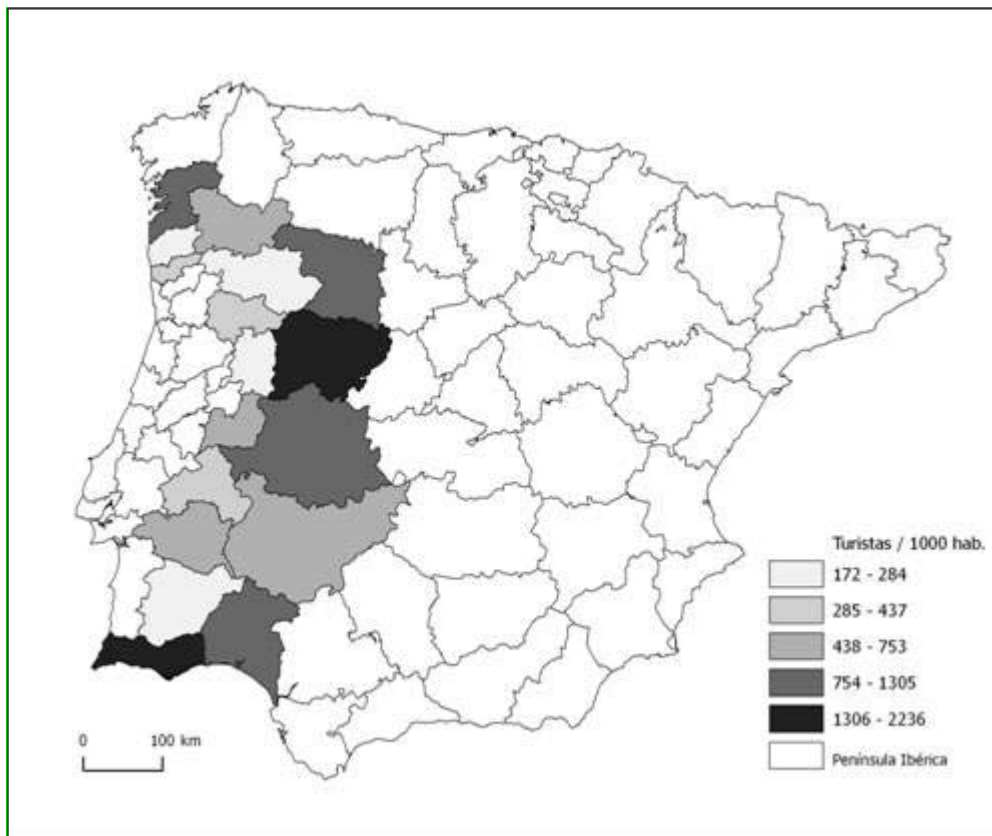 Turistas / 1000 hab.
172 - 284
285 - 437
438 - 753
754 - 1305
1306 - 2236
Península Ibérica
0 100 km